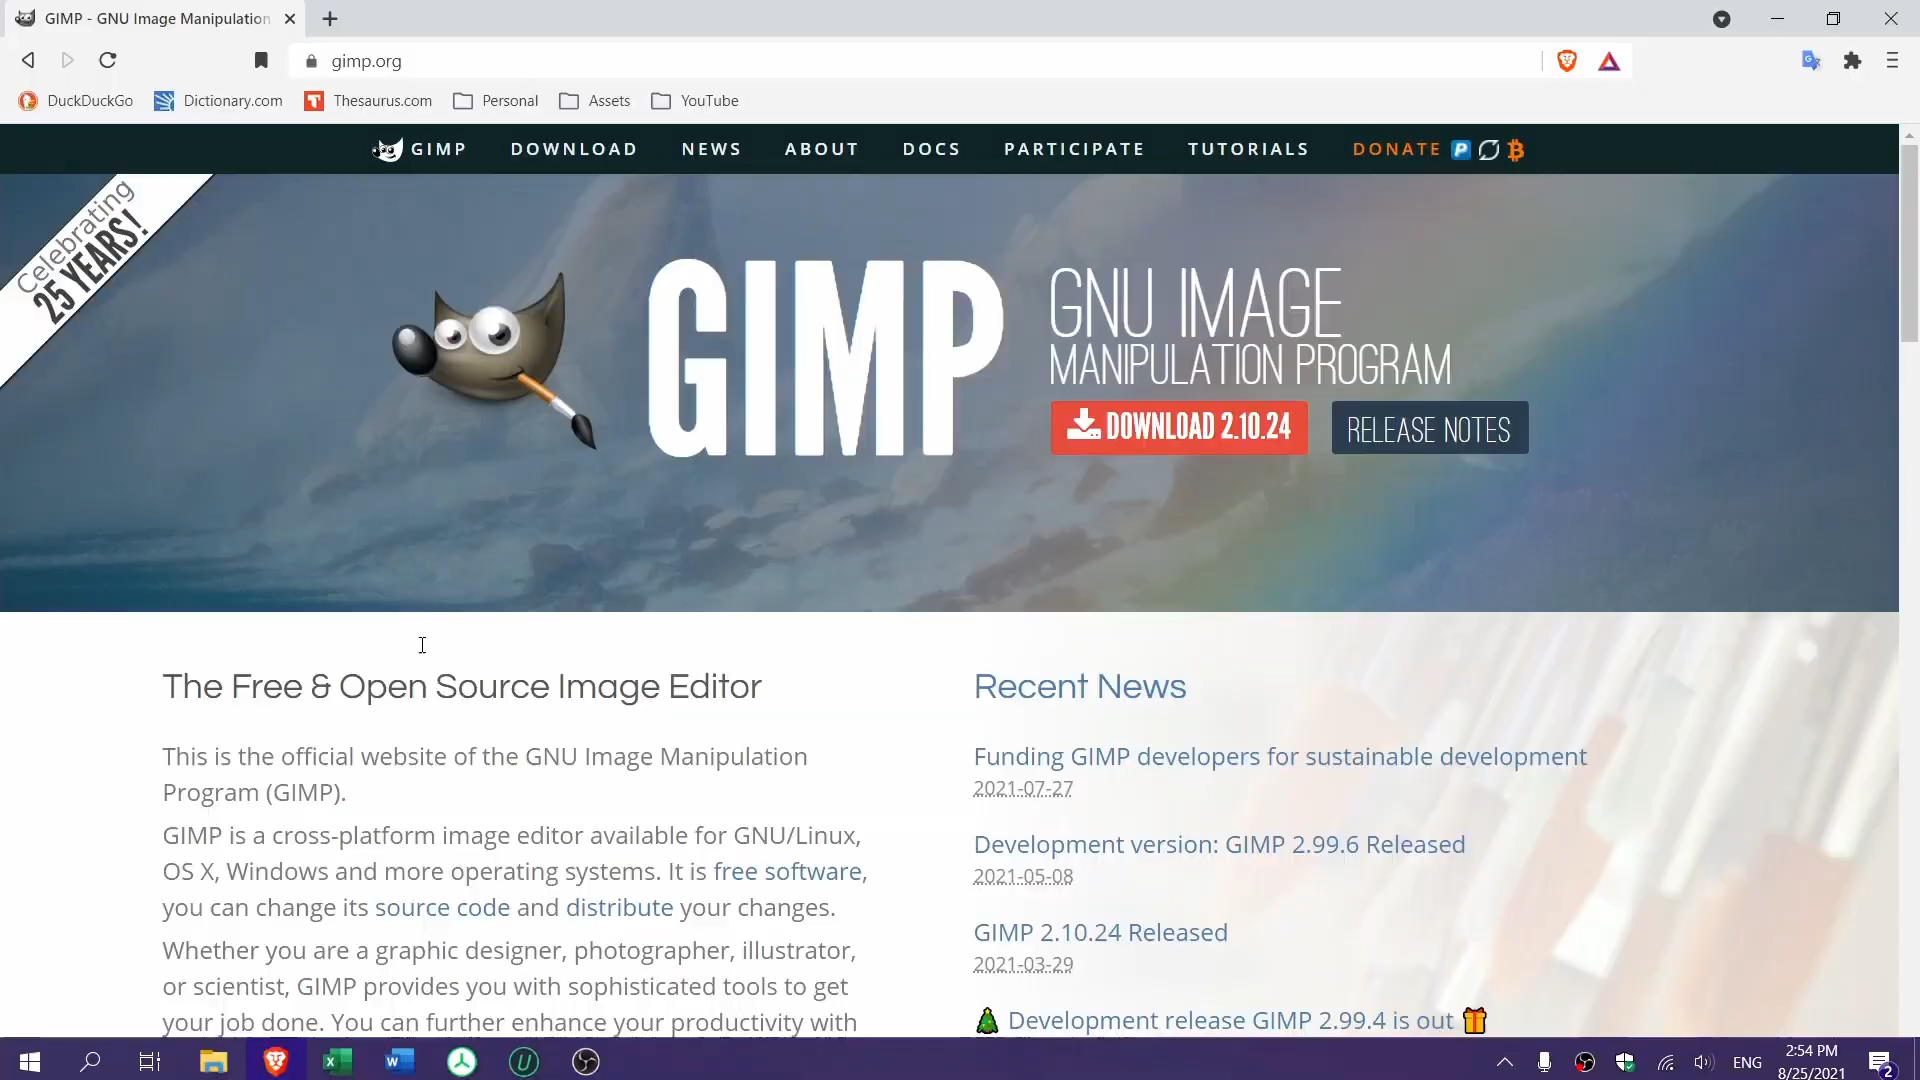 GIMP - GNU Image Manipulation
gimp.org
DuckDuckGo Dictionary.com Thesaurus.com Personal Assets YouTube
GIMP DOWNLOAD NEWS ABOUT DOCS PARTICIPATE TUTORIALS DONATE
Celebrating
25 YEARS!
GIMP
GNU IMAGE
MANIPULATION PROGRAM
DOWNLOAD 2.10.24 RELEASE NOTES
The Free & Open Source Image Editor
This is the official website of the GNU Image Manipulation
Program (GIMP).
GIMP is a cross-platform image editor available for GNU/Linux,
OS X, Windows and more operating systems. It is free software,
you can change its source code and distribute your changes.
Whether you are a graphic designer, photographer, illustrator,
or scientist, GIMP provides you with sophisticated tools to get
your job done. You can further enhance your productivity with
Recent News
Funding GIMP developers for sustainable development
2021-07-27
Development version: GIMP 2.99.6 Released
2021-05-08
GIMP 2.10.24 Released
2021-03-29
🎄 Development release GIMP 2.99.4 is out 🎁
ENG
2:54 PM
8/25/2021
2